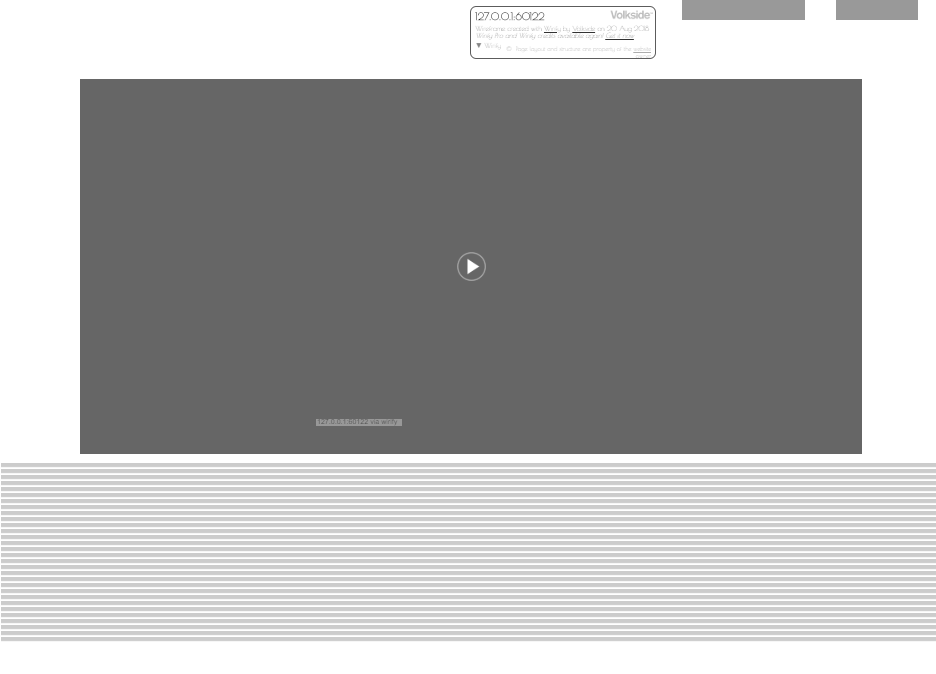 127.0.0.1:60122
Volkside
Wireframe created with Wirify by Volkside on 20 Aug 2018
Wirify Pro and Wirify credits available again! Get it now!
▼ Wirify
© Page layout and structure are property of the website
127.0.0.1:60122 via wirify